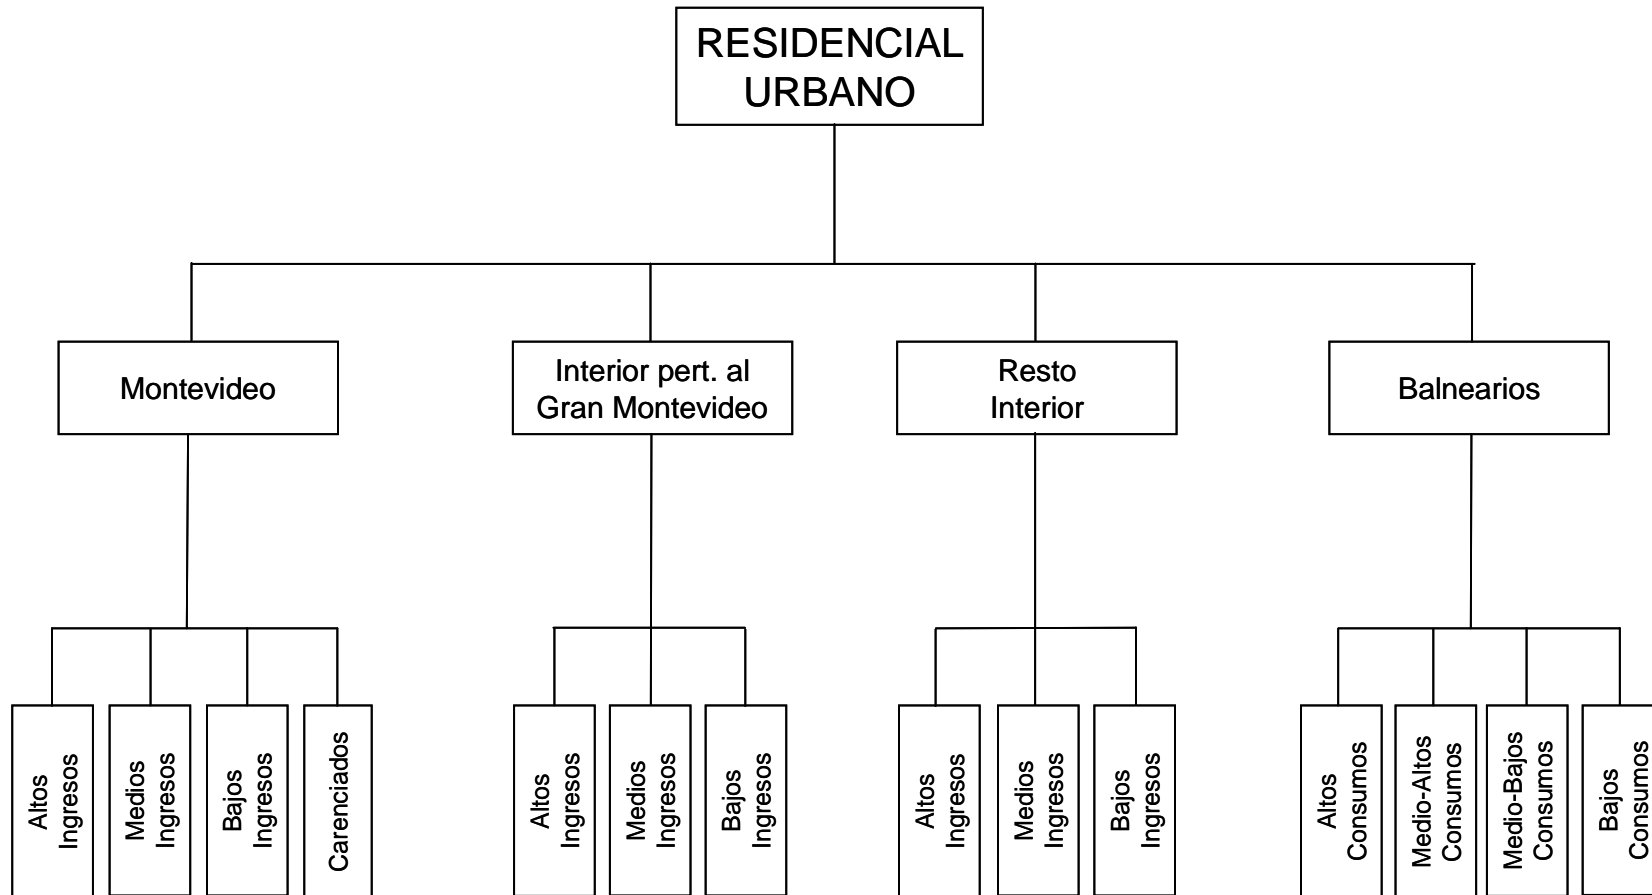 RESIDENCIAL
URBANO
Montevideo
Interior pert. al
Gran Montevideo
Resto
Interior
Balnearios
Altos
Ingresos
Medios
Ingresos
Bajos
Ingresos
Carenciados
Altos
Ingresos
Medios
Ingresos
Bajos
Ingresos
Altos
Ingresos
Medios
Ingresos
Bajos
Ingresos
Altos
Consumos
Medio-Altos
Consumos
Medio-Bajos
Consumos
Bajos
Consumos